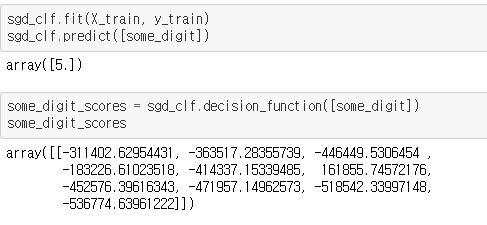 sgd_clf.fit(X_train, y_train)
sgd_clf.predict([some_digit])
array([5.])
some_digit_scores = sgd_clf.decision_function([some_digit])
some_digit_scores
array([[-311402.62954431, -363517.28355739, -446449.5306454 ,
-183226.61023518, -414337.15339485, 161855.74572176,
-452576.39616343, -471957.14962573, -518542.33997148,
-536774.63961222]])